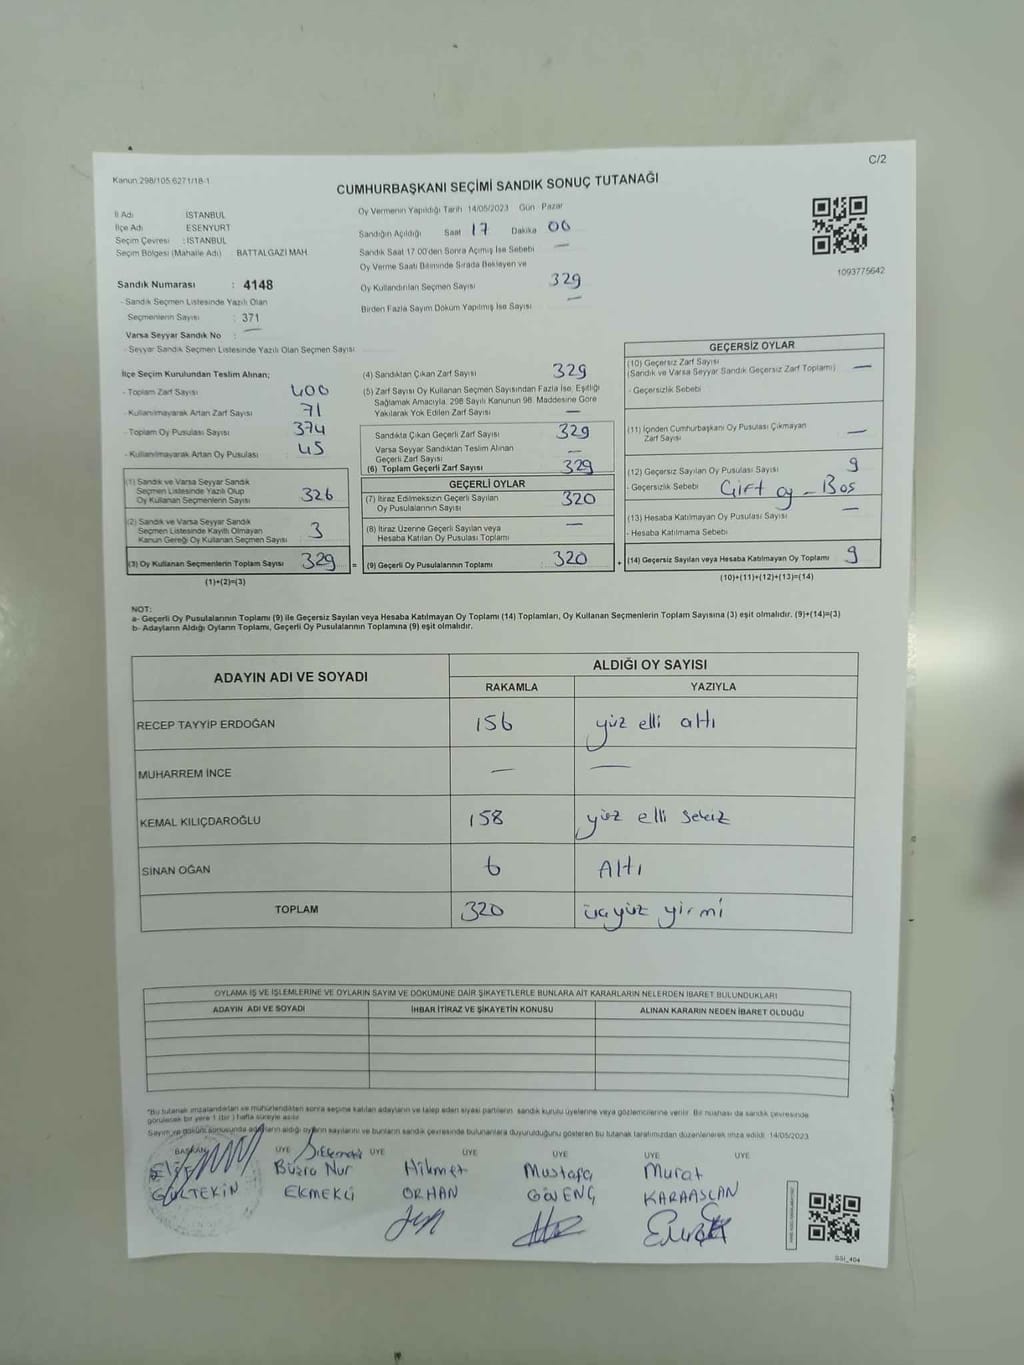 C/2
Kanun 298/105 6271/18-1
CUMHURBAŞKANI SEÇİMİ SANDIK SONUÇ TUTANAĞI
İl Adı İSTANBUL
İlçe Adı ESENYURT
Seçim Çevresi : İSTANBUL
Seçim Bölgesi (Mahalle Adı) BATTALGAZİ MAH.
Sandık Numarası : 4148
- Sandık Seçmen Listesinde Yazılı Olan
Seçmenlerin Sayısı : 371
Varsa Seyyar Sandık No : —
- Seyyar Sandık Seçmen Listesinde Yazılı Olan Seçmen Sayısı
Oy Vermenin Yapıldığı Tarih 14/05/2023 Gün Pazar
Sandığın Açıldığı Saat 17 Dakika 00
Sandık Saat 17.00'den Sonra Açılmış İse Sebebi —
Oy Verme Saati Bitiminde Sırada Bekleyen ve
Oy Kullandırılan Seçmen Sayısı 329
Birden Fazla Sayım Döküm Yapılmış İse Sayısı —
1093775642
İlçe Seçim Kurulundan Teslim Alınan;
- Toplam Zarf Sayısı 400
- Kullanılmayarak Artan Zarf Sayısı 71
- Toplam Oy Pusulası Sayısı 374
- Kullanılmayarak Artan Oy Pusulası 45
(1) Sandık ve Varsa Seyyar Sandık
Seçmen Listesinde Yazılı Olup
Oy Kullanan Seçmenlerin Sayısı 326
(2) Sandık ve Varsa Seyyar Sandık
Seçmen Listesinde Kayıtlı Olmayan
Kanun Gereği Oy Kullanan Seçmen Sayısı 3
(3) Oy Kullanan Seçmenlerin Toplam Sayısı 329 =
(1)+(2)=(3)
(4) Sandıktan Çıkan Zarf Sayısı 329
(5) Zarf Sayısı Oy Kullanan Seçmen Sayısından Fazla İse, Eşitliği
Sağlamak Amacıyla, 298 Sayılı Kanunun 98. Maddesine Göre
Yakılarak Yok Edilen Zarf Sayısı —
Sandıkta Çıkan Geçerli Zarf Sayısı 329
Varsa Seyyar Sandıktan Teslim Alınan
Geçerli Zarf Sayısı —
(6) Toplam Geçerli Zarf Sayısı 329
GEÇERLİ OYLAR
(7) İtiraz Edilmeksizin Geçerli Sayılan
Oy Pusulalarının Sayısı 320
(8) İtiraz Üzerine Geçerli Sayılan veya
Hesaba Katılan Oy Pusulası Toplamı —
(9) Geçerli Oy Pusulalarının Toplamı 320 +
GEÇERSİZ OYLAR
(10) Geçersiz Zarf Sayısı
(Sandık ve Varsa Seyyar Sandık Geçersiz Zarf Toplamı) —
- Geçersizlik Sebebi
(11) İçinden Cumhurbaşkanı Oy Pusulası Çıkmayan
Zarf Sayısı —
(12) Geçersiz Sayılan Oy Pusulası Sayısı 9
- Geçersizlik Sebebi Çift oy - Boş
(13) Hesaba Katılmayan Oy Pusulası Sayısı —
- Hesaba Katılmama Sebebi
(14) Geçersiz Sayılan veya Hesaba Katılmayan Oy Toplamı 9
(10)+(11)+(12)+(13)=(14)
NOT:
a- Geçerli Oy Pusulalarının Toplamı (9) ile Geçersiz Sayılan veya Hesaba Katılmayan Oy Toplamı (14) Toplamları, Oy Kullanan Seçmenlerin Toplam Sayısına (3) eşit olmalıdır. (9)+(14)=(3)
b- Adayların Aldığı Oyların Toplamı, Geçerli Oy Pusulalarının Toplamına (9) eşit olmalıdır.
ADAYIN ADI VE SOYADI ALDIĞI OY SAYISI
RAKAMLA YAZIYLA
RECEP TAYYİP ERDOĞAN 156 yüz elli altı
MUHARREM İNCE — —
KEMAL KILIÇDAROĞLU 158 yüz elli sekiz
SİNAN OĞAN 6 Altı
TOPLAM 320 üçyüz yirmi
OYLAMA İŞ VE İŞLEMLERİNE VE OYLARIN SAYIM VE DÖKÜMÜNE DAİR ŞİKAYETLERLE BUNLARA AİT KARARLARIN NELERDEN İBARET BULUNDUKLARI
ADAYIN ADI VE SOYADI İHBAR İTİRAZ VE ŞİKAYETİN KONUSU ALINAN KARARIN NEDEN İBARET OLDUĞU
*Bu tutanak imzalandıktan ve mühürlendikten sonra seçime katılan adayların ve talep eden siyasi partilerin sandık kurulu üyelerine veya gözlemcilerine verilir. Bir nüshası da sandık çevresinde
görülecek bir yere 1 (bir) hafta süreyle asılır.
Sayım ve döküm sonucunda adayların aldığı oyların sayılarını ve bunların sandık çevresinde bulunanlara duyurulduğunu gösteren bu tutanak tarafımızdan düzenlenerek imza edildi. 14/05/2023
BAŞKAN ÜYE ÜYE ÜYE ÜYE ÜYE ÜYE
Elif Büşra Nur Hikmet Mustafa Murat
GÜLTEKİN EKMEKÇİ ORHAN GÜVENÇ KARAASLAN
SSİ_404